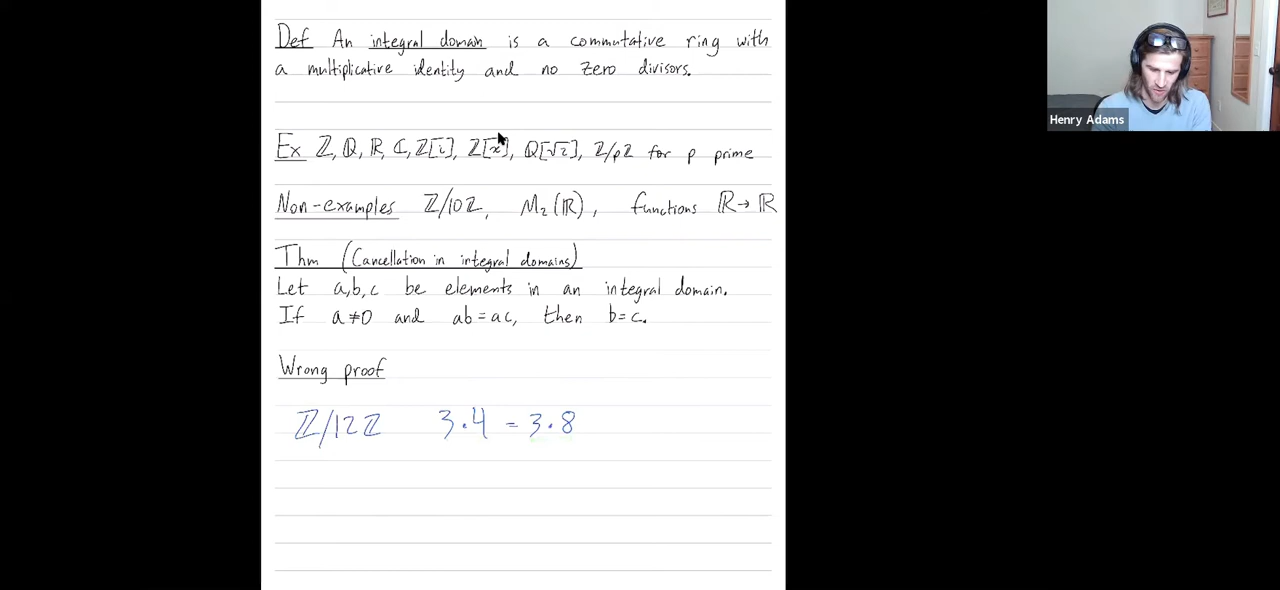 Def An integral domain is a commutative ring with
a multiplicative identity and no zero divisors.
Ex ℤ, ℚ, ℝ, ℂ, ℤ[i], ℤ[x], ℚ[√2], ℤ/pℤ for p prime
Non-examples ℤ/10ℤ, M₂(ℝ), functions ℝ→ℝ
Thm (Cancellation in integral domains)
Let a,b,c be elements in an integral domain.
If a≠0 and ab=ac, then b=c.
Wrong proof
ℤ/12ℤ 3·4 = 3·8
Henry Adams